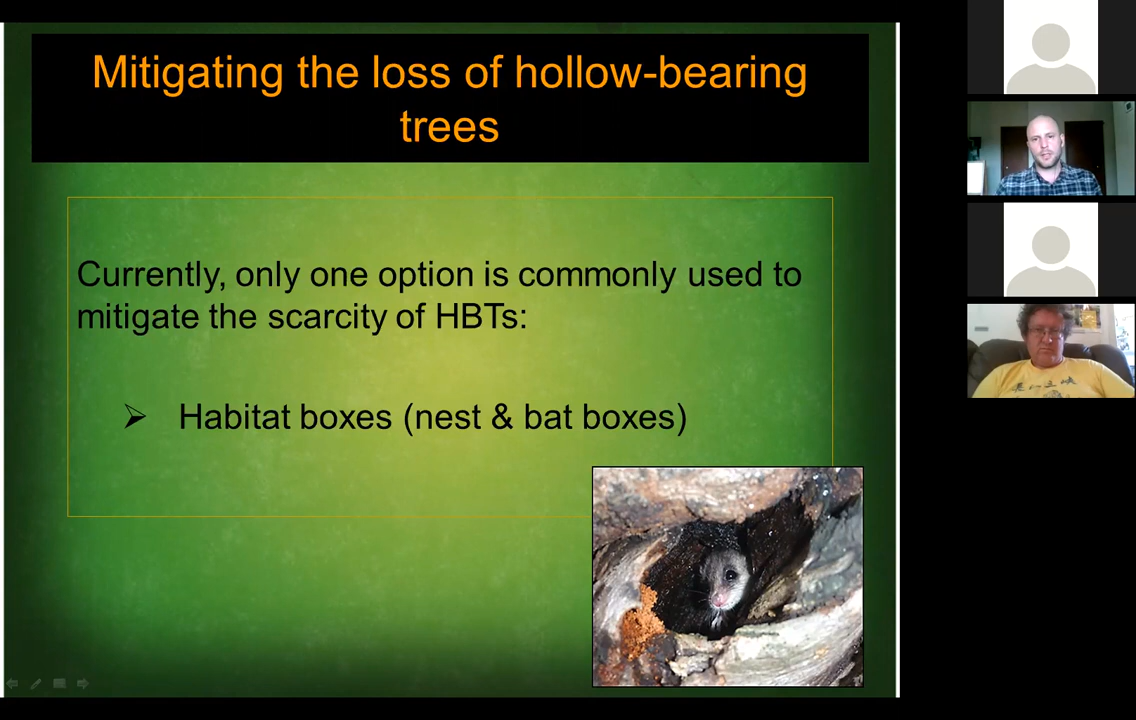 Mitigating the loss of hollow-bearing
trees
Currently, only one option is commonly used to
mitigate the scarcity of HBTs:
➢ Habitat boxes (nest & bat boxes)